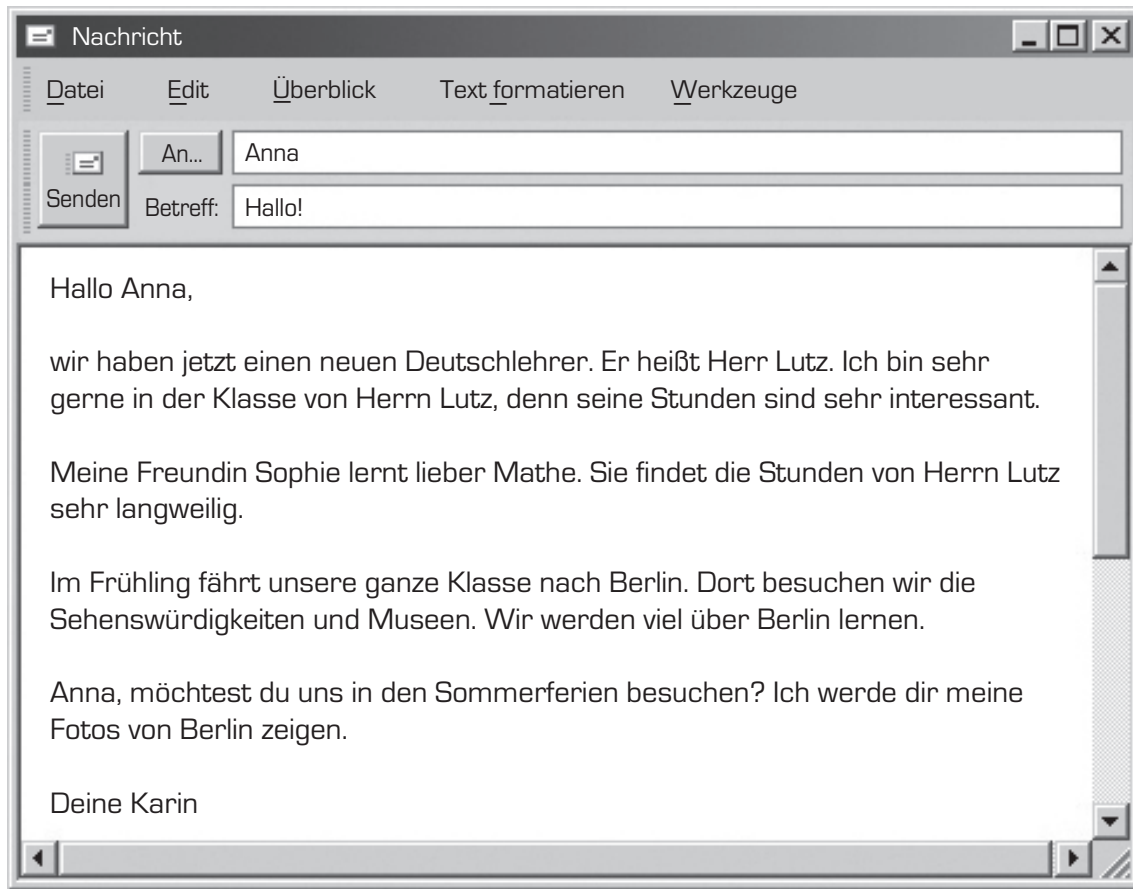 Nachricht
Datei Edit Überblick Text formatieren Werkzeuge
An... Anna
Senden
Betreff: Hallo!
Hallo Anna,
wir haben jetzt einen neuen Deutschlehrer. Er heißt Herr Lutz. Ich bin sehr
gerne in der Klasse von Herrn Lutz, denn seine Stunden sind sehr interessant.
Meine Freundin Sophie lernt lieber Mathe. Sie findet die Stunden von Herrn Lutz
sehr langweilig.
Im Frühling fährt unsere ganze Klasse nach Berlin. Dort besuchen wir die
Sehenswürdigkeiten und Museen. Wir werden viel über Berlin lernen.
Anna, möchtest du uns in den Sommerferien besuchen? Ich werde dir meine
Fotos von Berlin zeigen.
Deine Karin